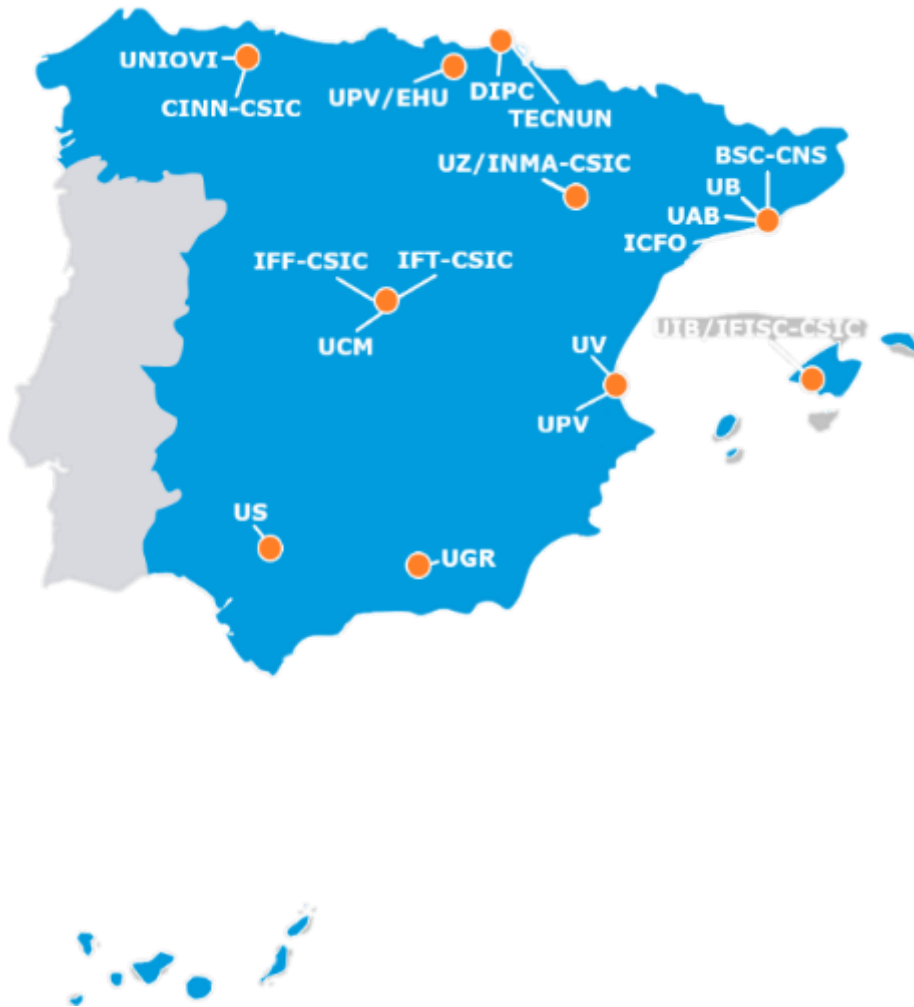 UNIOVI
CINN-CSIC
UPV/EHU
DIPC
TECNUN
UZ/INMA-CSIC
BSC-CNS
UB
UAB
ICFO
IFF-CSIC
IFT-CSIC
UCM
UIB/IFISC-CSIC
UV
UPV
US
UGR